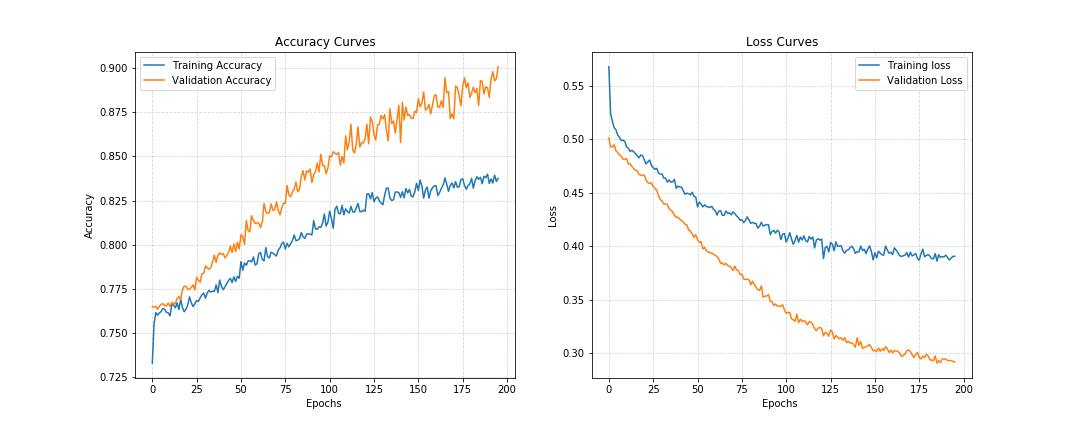 Accuracy Curves
Training Accuracy
Validation Accuracy
0.900
0.875
0.850
0.825
0.800
0.775
0.750
0.725
Accuracy
0 25 50 75 100 125 150 175 200
Epochs
Loss Curves
Training loss
Validation Loss
0.55
0.50
0.45
0.40
0.35
0.30
Loss
0 25 50 75 100 125 150 175 200
Epochs